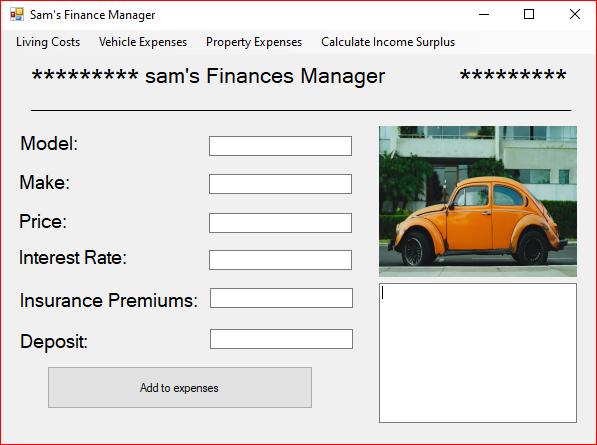 Sam's Finance Manager
Living Costs Vehicle Expenses Property Expenses Calculate Income Surplus
********* sam's Finances Manager *********
Model:
Make:
Price:
Interest Rate:
Insurance Premiums:
Deposit:
Add to expenses